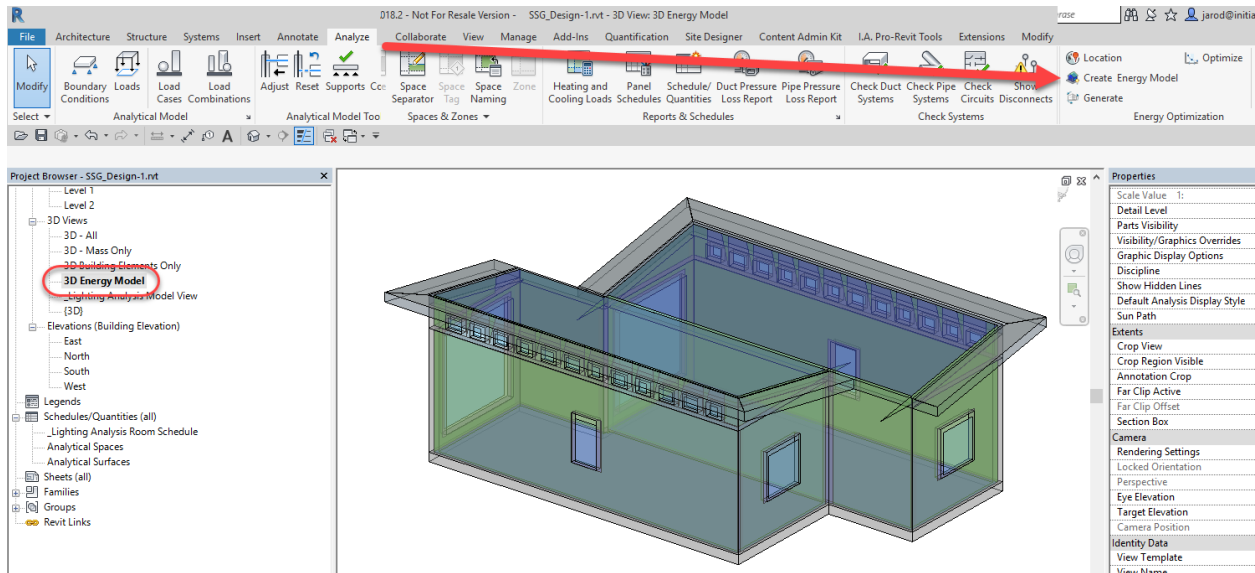 R
018.2 - Not For Resale Version - SSG_Design-1.rvt - 3D View: 3D Energy Model
rase
jarod@initia
File Architecture Structure Systems Insert Annotate Analyze Collaborate View Manage Add-Ins Quantification Site Designer Content Admin Kit I.A. Pro-Revit Tools Extensions Modify
Modify
Boundary Conditions
Loads
Load Cases
Load Combinations
Adjust
Reset
Supports
Space Separator
Space Tag
Space Naming
Zone
Heating and Cooling Loads
Panel Schedules
Schedule/ Quantities
Duct Pressure Loss Report
Pipe Pressure Loss Report
Check Duct Systems
Check Pipe Systems
Check Circuits
Show Disconnects
Location
Optimize
Create Energy Model
Generate
Select
Analytical Model
Analytical Model Too
Spaces & Zones
Reports & Schedules
Check Systems
Energy Optimization
A
Project Browser - SSG_Design-1.rvt
Level 1
Level 2
3D Views
3D - All
3D - Mass Only
3D Building Elements Only
3D Energy Model
_Lighting Analysis Model View
{3D}
Elevations (Building Elevation)
East
North
South
West
Legends
Schedules/Quantities (all)
_Lighting Analysis Room Schedule
Analytical Spaces
Analytical Surfaces
Sheets (all)
Families
Groups
Revit Links
Properties
Scale Value 1:
Detail Level
Parts Visibility
Visibility/Graphics Overrides
Graphic Display Options
Discipline
Show Hidden Lines
Default Analysis Display Style
Sun Path
Extents
Crop View
Crop Region Visible
Annotation Crop
Far Clip Active
Far Clip Offset
Section Box
Camera
Rendering Settings
Locked Orientation
Perspective
Eye Elevation
Target Elevation
Camera Position
Identity Data
View Template
View Name